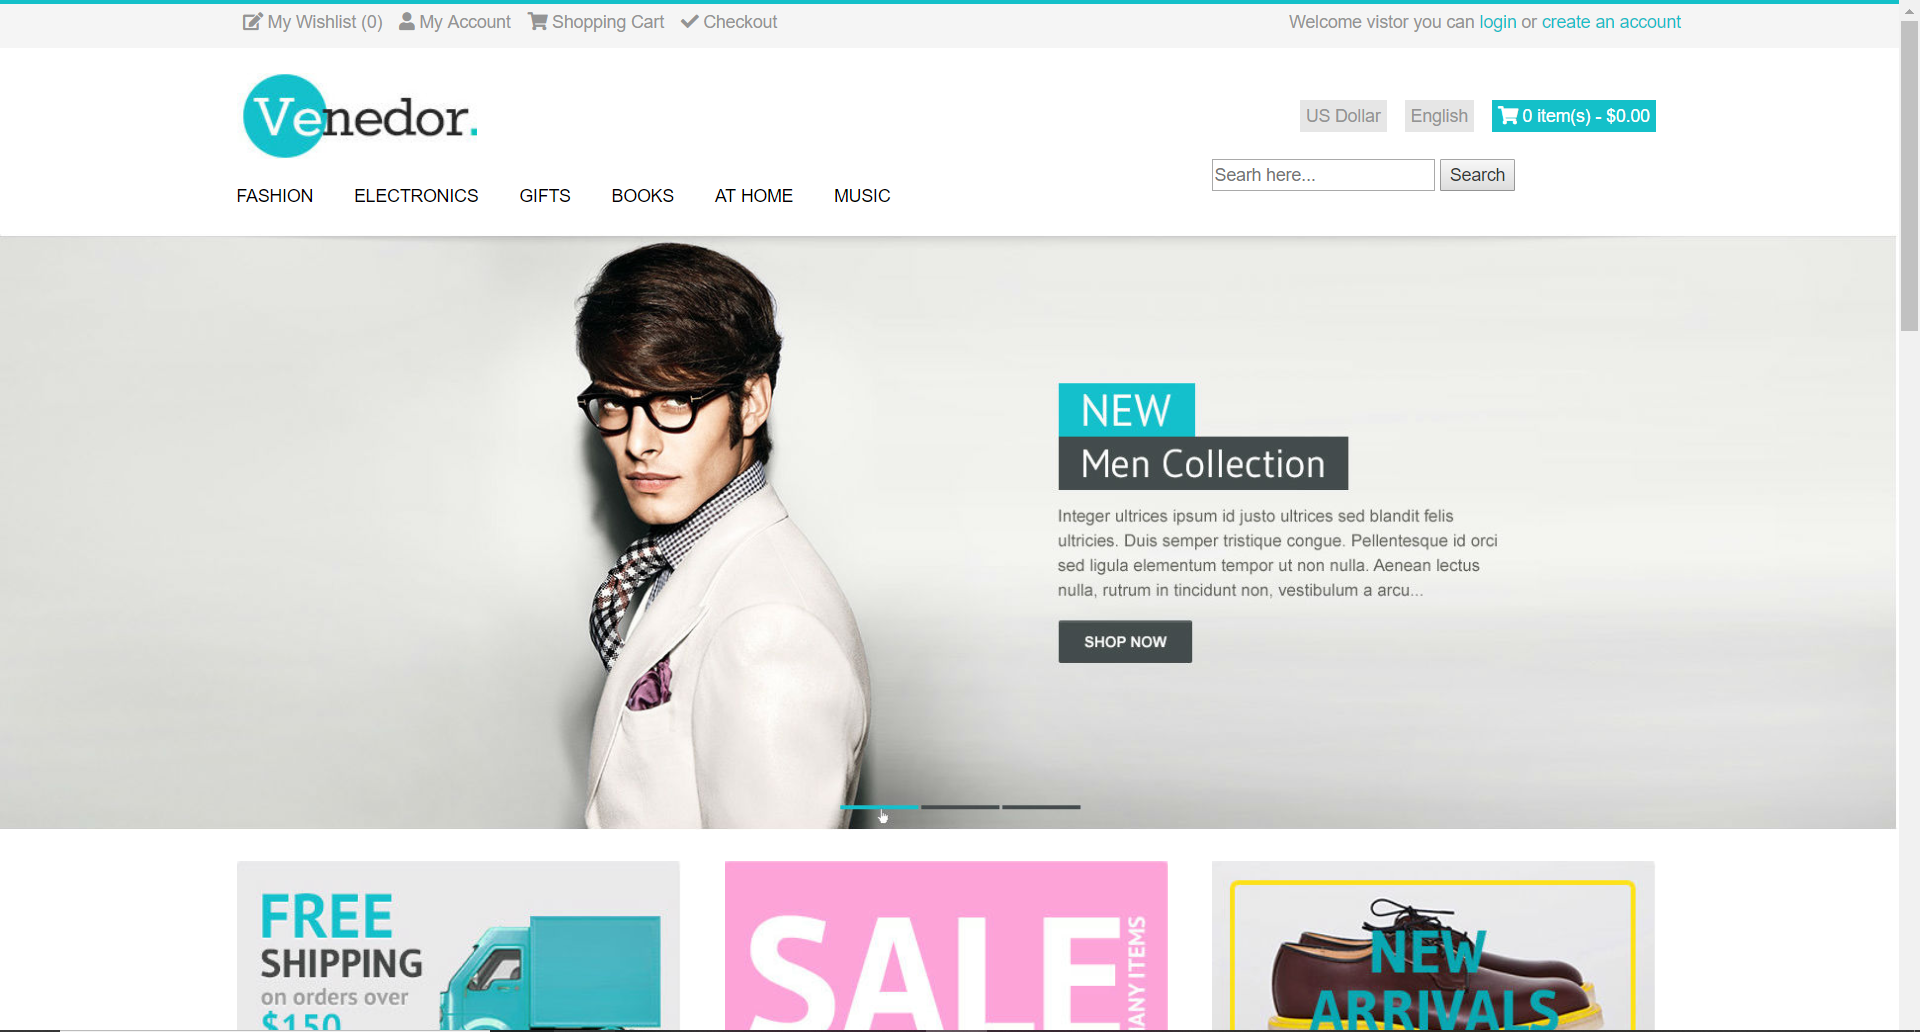 My Wishlist (0) My Account Shopping Cart Checkout
Welcome vistor you can login or create an account
Venedor.
US Dollar English 0 item(s) - $0.00
Searh here... Search
FASHION ELECTRONICS GIFTS BOOKS AT HOME MUSIC
NEW
Men Collection
Integer ultrices ipsum id justo ultrices sed blandit felis
ultricies. Duis semper tristique congue. Pellentesque id orci
sed ligula elementum tempor ut non nulla. Aenean lectus
nulla, rutrum in tincidunt non, vestibulum a arcu...
SHOP NOW
FREE
SHIPPING
on orders over
$150
SALE
ITEMS
NEW
ARRIVALS